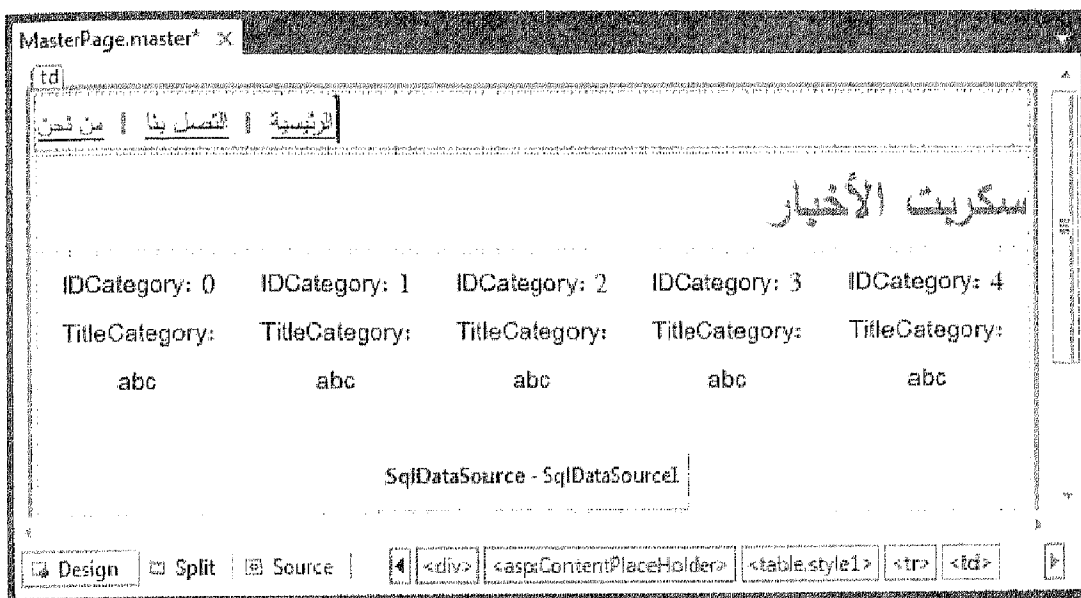 MasterPage.master* ×
td
الرئيسية | اتصل بنا | من نحن
سكربت الأخبار
IDCategory: 0 IDCategory: 1 IDCategory: 2 IDCategory: 3 IDCategory: 4
TitleCategory: TitleCategory: TitleCategory: TitleCategory: TitleCategory:
abc abc abc abc abc
SqlDataSource - SqlDataSource1
Design Split Source <div> <asp:ContentPlaceHolder> <table.style1> <tr> <td>